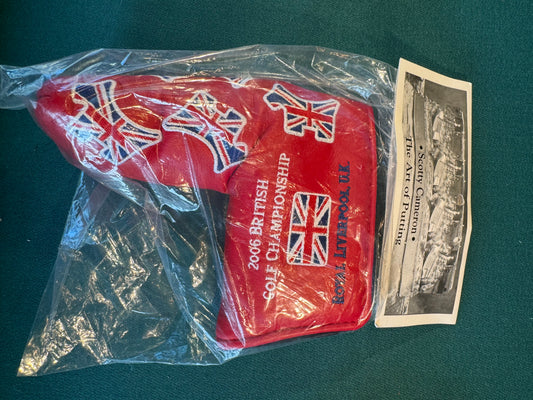 2006 BRITISH
GOLF CHAMPIONSHIP
ROYAL LIVERPOOL, U.K.
• Scotty Cameron •
The Art of Putting